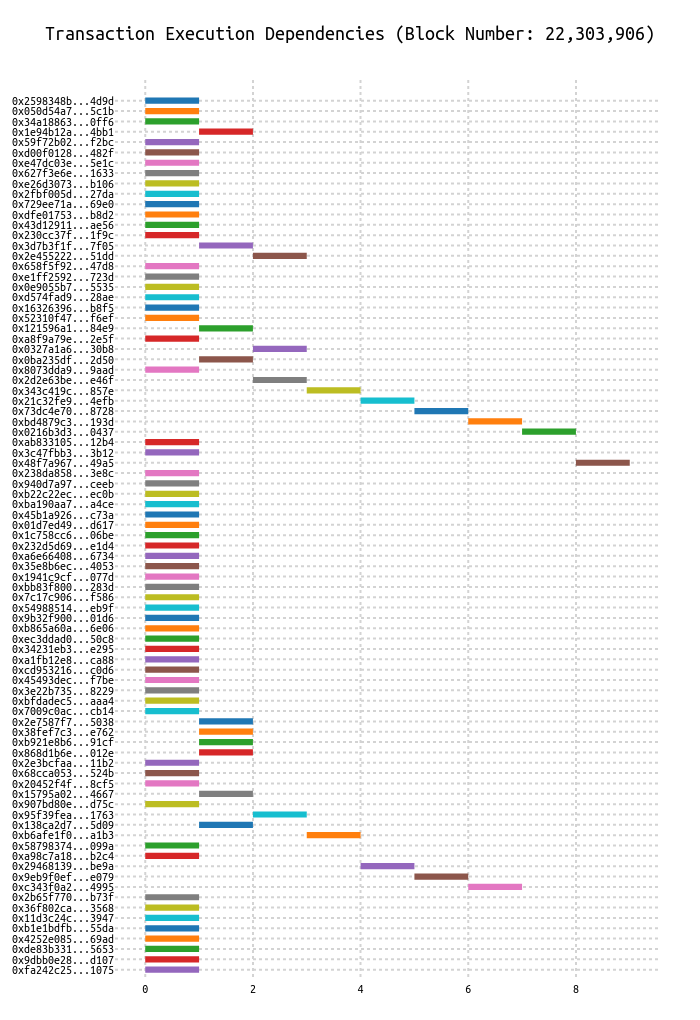 Transaction Execution Dependencies (Block Number: 22,303,906)
0x2598348b...4d9d
0x050d54a7...5c1b
0x34a18863...0ff6
0x1e94b12a...4bb1
0x59f72b02...f2bc
0xd00f0128...482f
0xe47dc03e...5e1c
0x627f3e6e...1633
0xe26d3073...b106
0x2fbf005d...27da
0x729ee71a...69e0
0xdfe01753...b8d2
0x43d12911...ae56
0x230cc37f...1f9c
0x3d7b3f1f...7f05
0x2e455222...51dd
0x658f5f92...47d8
0xe1ff2592...723d
0x0e9055b7...5535
0xd574fad9...28ae
0x16326396...b8f5
0x52310f47...f6ef
0x121596a1...84e9
0xa8f9a79e...2e5f
0x0327a1a6...30b8
0x0ba235df...2d50
0x8073dda9...9aad
0x2d2e63be...e46f
0x343c419c...857e
0x21c32fe9...4efb
0x73dc4e70...8728
0xbd4879c3...193d
0x0216b3d3...0437
0xab833105...12b4
0x3c47fbb3...3b12
0x48f7a967...49a5
0x238da858...3e8c
0x940d7a97...ceeb
0xb22c22ec...ec0b
0xba190aa7...a4ce
0x45b1a926...c73a
0x01d7ed49...d617
0x1c758cc6...06be
0x232d5d69...e1d4
0xa6e66408...6734
0x35e8b6ec...4053
0x1941c9cf...077d
0xbb83f800...283d
0x7c17c906...f586
0x54988514...eb9f
0x9b32f900...01d6
0xb865a60a...6e06
0xec3ddad0...50c8
0x34231eb3...e295
0xa1fb12e8...ca88
0xcd953216...c0d6
0x45493dec...f7be
0x3e22b735...8229
0xbfdadec5...aaa4
0x7009c0ac...cb14
0x2e7587f7...5038
0x38fef7c3...e762
0xb921e8b6...91cf
0x868d1b6e...012e
0x2e3bcfaa...11b2
0x68cca053...524b
0x20452f4f...8cf5
0x15795a02...4667
0x907bd80e...d75c
0x95f39fea...1763
0x138ca2d7...5d09
0xb6afe1f0...a1b3
0x58798374...099a
0xa98c7a18...b2c4
0x29468139...be9a
0x9eb9f0ef...e079
0xc343f0a2...4995
0x2b65f770...b73f
0x36f802ca...3568
0x11d3c24c...3947
0xb1e1bdfb...55da
0x4252e085...69ad
0xde83b331...5653
0x9dbb0e28...d107
0xfa242c25...1075
0 2 4 6 8